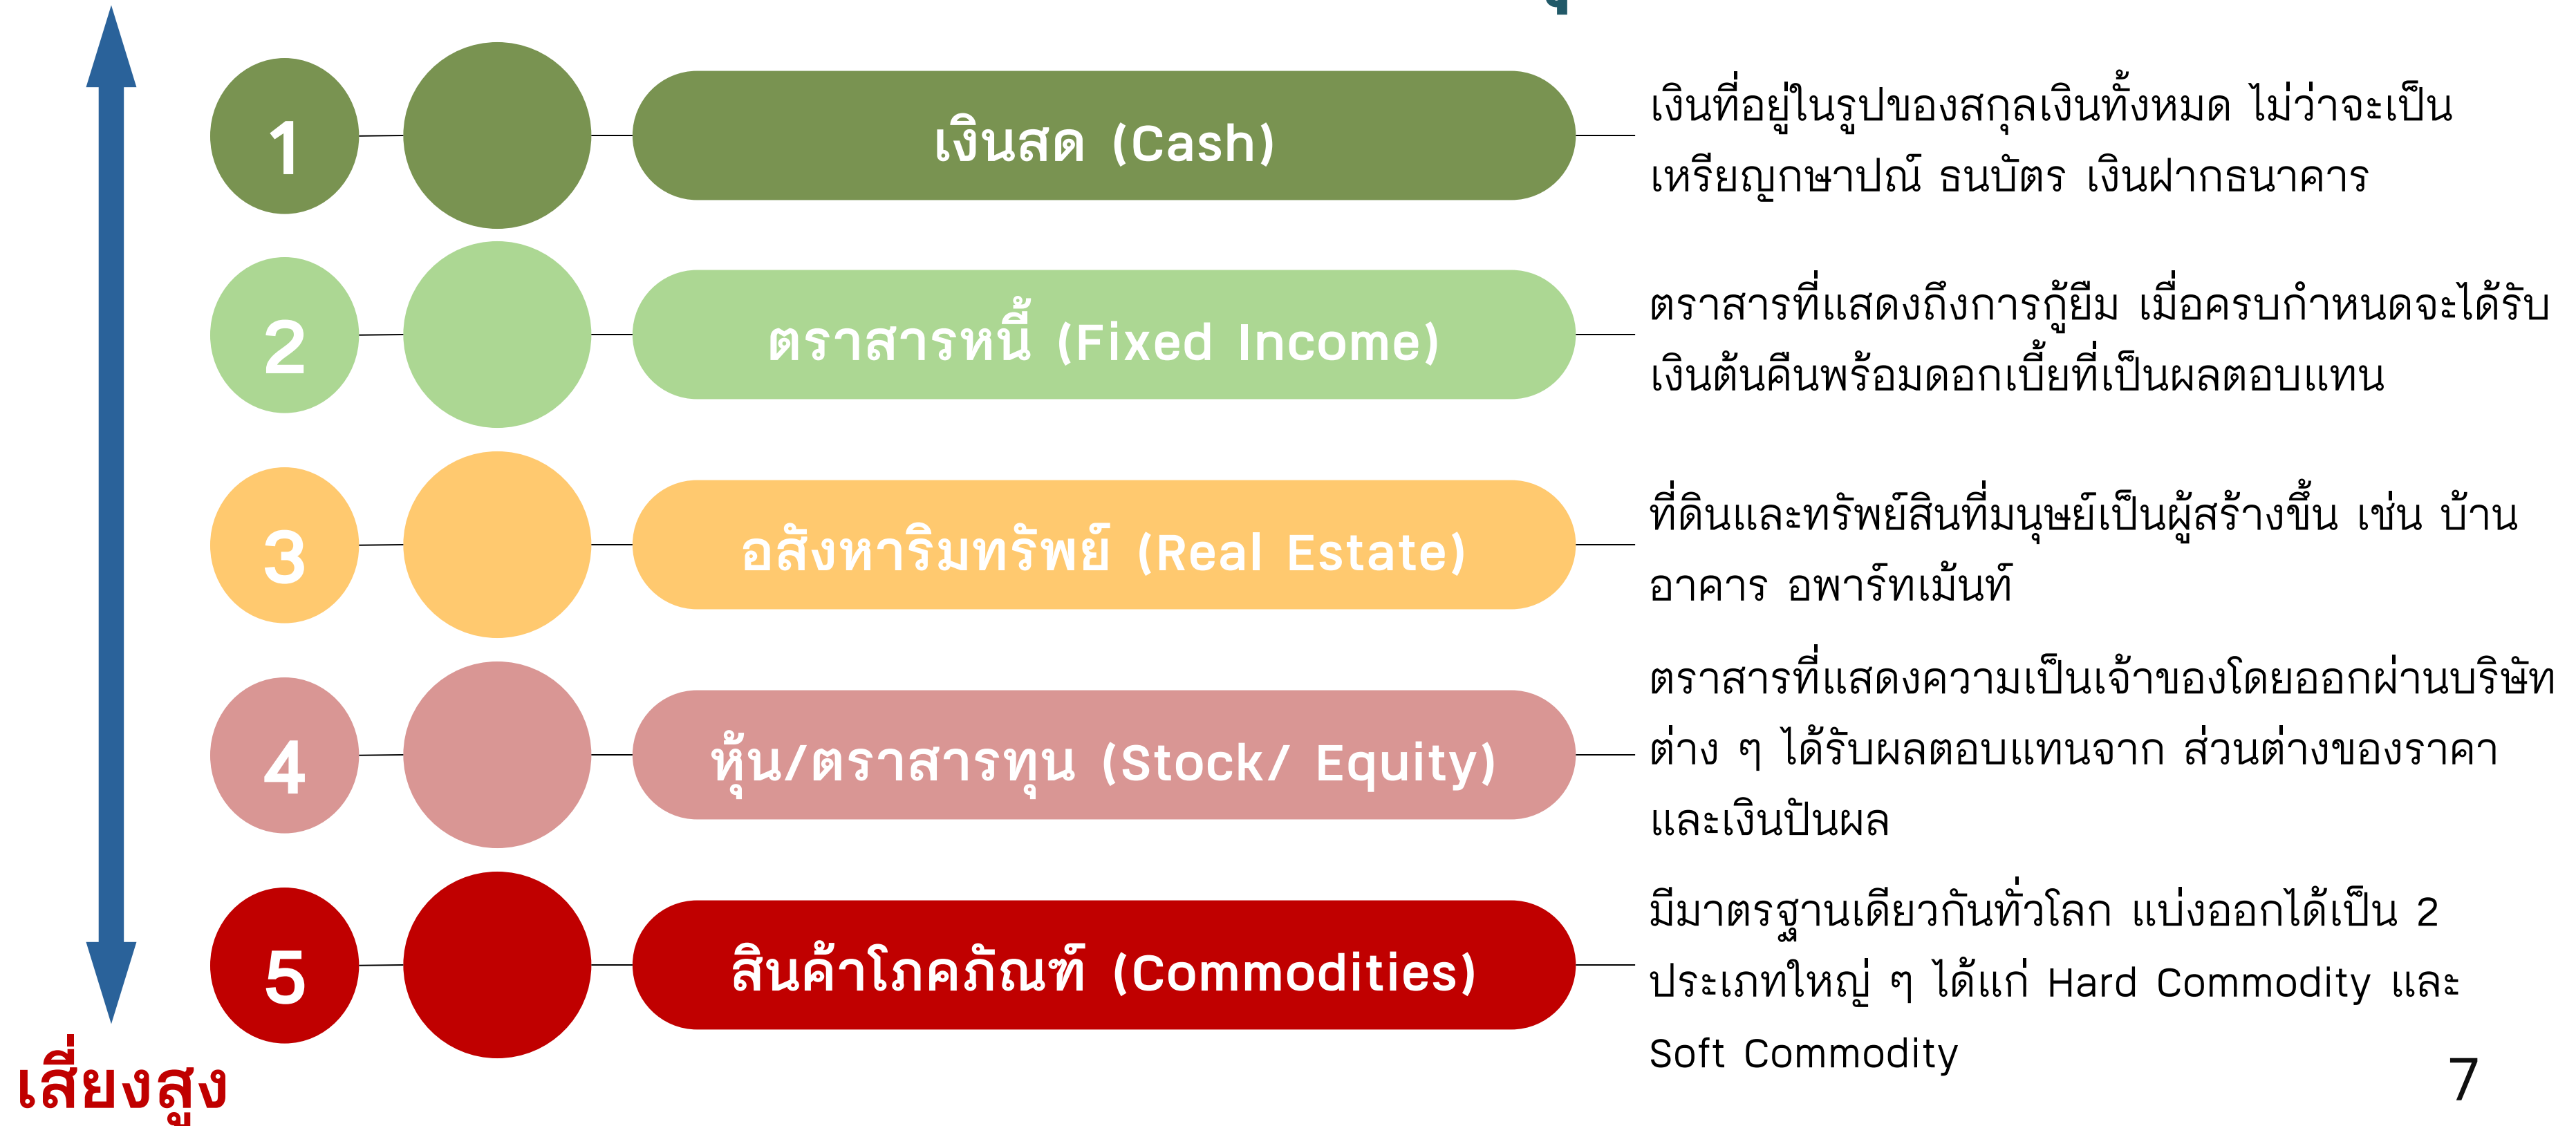 1
เงินสด (Cash)
เงินที่อยู่ในรูปของสกุลเงินทั้งหมด ไม่ว่าจะเป็น
เหรียญกษาปณ์ ธนบัตร เงินฝากธนาคาร
2
ตราสารหนี้ (Fixed Income)
ตราสารที่แสดงถึงการกู้ยืม เมื่อครบกำหนดจะได้รับ
เงินต้นคืนพร้อมดอกเบี้ยที่เป็นผลตอบแทน
3
อสังหาริมทรัพย์ (Real Estate)
ที่ดินและทรัพย์สินที่มนุษย์เป็นผู้สร้างขึ้น เช่น บ้าน
อาคาร อพาร์ทเม้นท์
4
หุ้น/ตราสารทุน (Stock/ Equity)
ตราสารที่แสดงความเป็นเจ้าของโดยออกผ่านบริษัท
ต่าง ๆ ได้รับผลตอบแทนจาก ส่วนต่างของราคา
และเงินปันผล
5
สินค้าโภคภัณฑ์ (Commodities)
มีมาตรฐานเดียวกันทั่วโลก แบ่งออกได้เป็น 2
ประเภทใหญ่ ๆ ได้แก่ Hard Commodity และ
Soft Commodity
เสี่ยงสูง
7